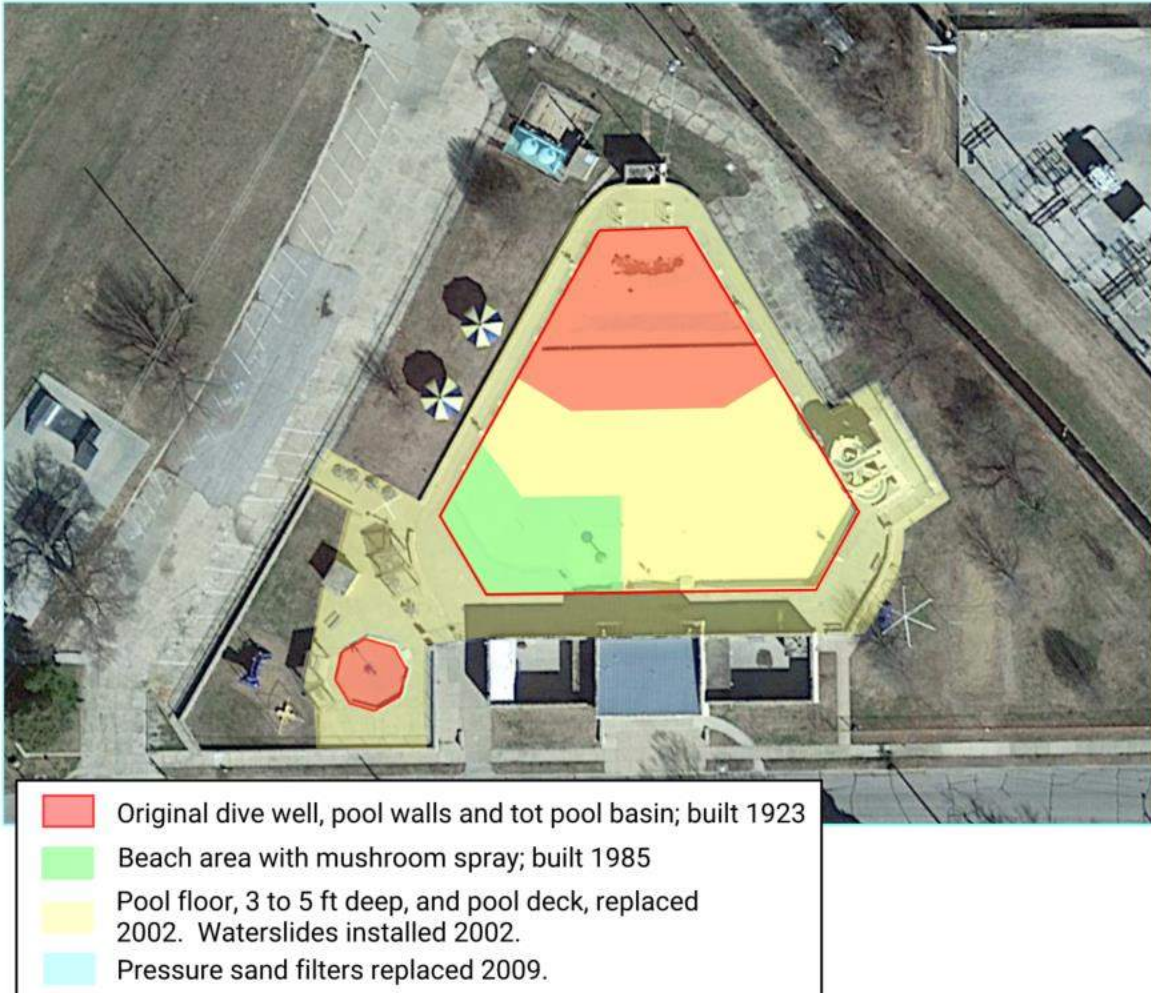 Original dive well, pool walls and tot pool basin; built 1923
Beach area with mushroom spray; built 1985
Pool floor, 3 to 5 ft deep, and pool deck, replaced
2002. Waterslides installed 2002.
Pressure sand filters replaced 2009.